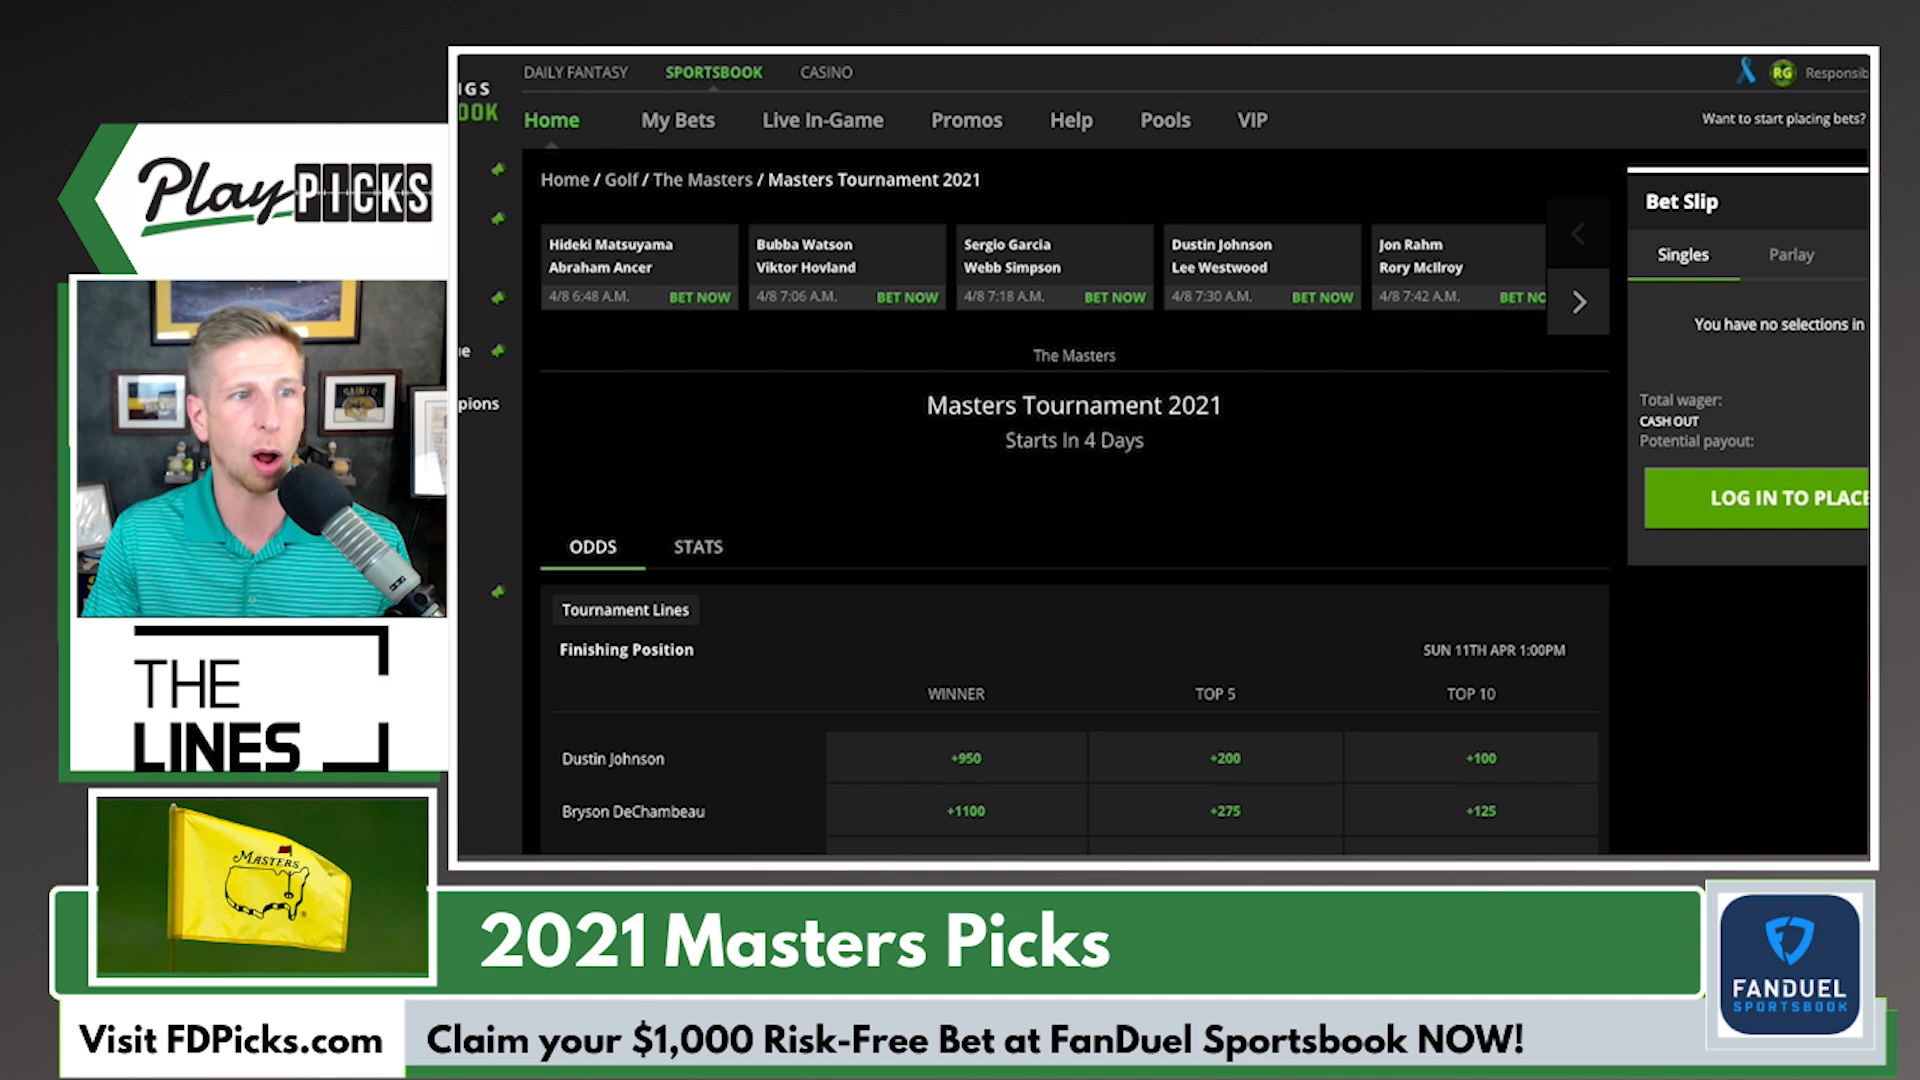 DAILY FANTASY SPORTSBOOK CASINO
RG Responsib
IGS
OOK
Home My Bets Live In-Game Promos Help Pools VIP
Want to start placing bets?
Home / Golf / The Masters / Masters Tournament 2021
Hideki Matsuyama
Abraham Ancer
4/8 6:48 A.M. BET NOW
Bubba Watson
Viktor Hovland
4/8 7:06 A.M. BET NOW
Sergio Garcia
Webb Simpson
4/8 7:18 A.M. BET NOW
Dustin Johnson
Lee Westwood
4/8 7:30 A.M. BET NOW
Jon Rahm
Rory McIlroy
4/8 7:42 A.M. BET NO
e
pions
The Masters
Masters Tournament 2021
Starts In 4 Days
ODDS STATS
Tournament Lines
Finishing Position SUN 11TH APR 1:00PM
WINNER TOP 5 TOP 10
Dustin Johnson +950 +200 +100
Bryson DeChambeau +1100 +275 +125
Bet Slip
Singles Parlay
You have no selections in
Total wager:
CASH OUT
Potential payout:
LOG IN TO PLACE
Play PICKS
SAINTS
THE
LINES
MASTERS
2021 Masters Picks
FANDUEL
SPORTSBOOK
Visit FDPicks.com
Claim your $1,000 Risk-Free Bet at FanDuel Sportsbook NOW!